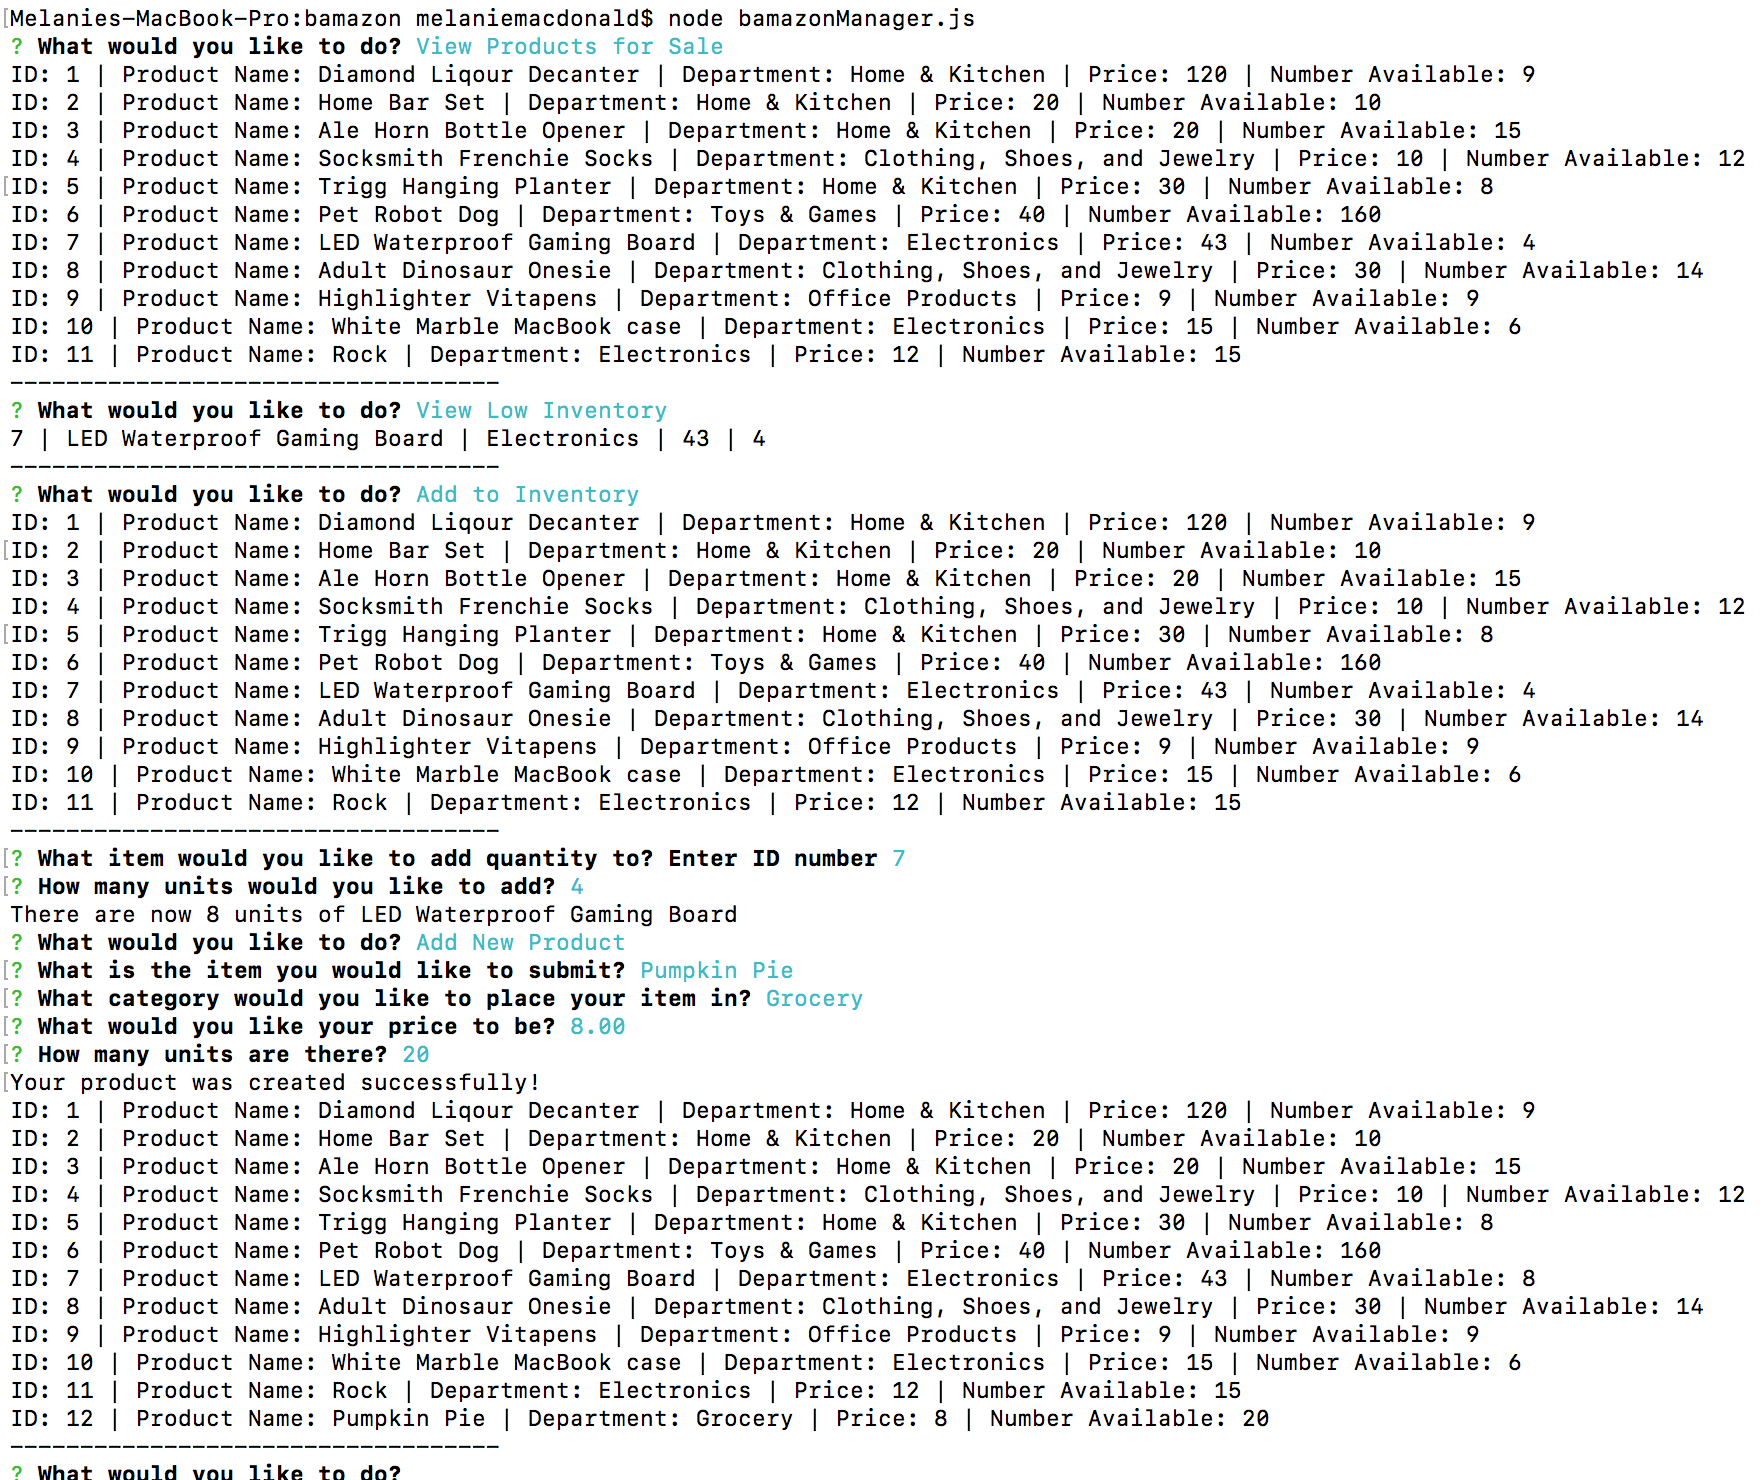 Melanies-MacBook-Pro:bamazon melaniemacdonald$ node bamazonManager.js
? What would you like to do? View Products for Sale
ID: 1 | Product Name: Diamond Liqour Decanter | Department: Home & Kitchen | Price: 120 | Number Available: 9
ID: 2 | Product Name: Home Bar Set | Department: Home & Kitchen | Price: 20 | Number Available: 10
ID: 3 | Product Name: Ale Horn Bottle Opener | Department: Home & Kitchen | Price: 20 | Number Available: 15
ID: 4 | Product Name: Socksmith Frenchie Socks | Department: Clothing, Shoes, and Jewelry | Price: 10 | Number Available: 12
ID: 5 | Product Name: Trigg Hanging Planter | Department: Home & Kitchen | Price: 30 | Number Available: 8
ID: 6 | Product Name: Pet Robot Dog | Department: Toys & Games | Price: 40 | Number Available: 160
ID: 7 | Product Name: LED Waterproof Gaming Board | Department: Electronics | Price: 43 | Number Available: 4
ID: 8 | Product Name: Adult Dinosaur Onesie | Department: Clothing, Shoes, and Jewelry | Price: 30 | Number Available: 14
ID: 9 | Product Name: Highlighter Vitapens | Department: Office Products | Price: 9 | Number Available: 9
ID: 10 | Product Name: White Marble MacBook case | Department: Electronics | Price: 15 | Number Available: 6
ID: 11 | Product Name: Rock | Department: Electronics | Price: 12 | Number Available: 15
-----------------------------------
? What would you like to do? View Low Inventory
7 | LED Waterproof Gaming Board | Electronics | 43 | 4
-----------------------------------
? What would you like to do? Add to Inventory
ID: 1 | Product Name: Diamond Liqour Decanter | Department: Home & Kitchen | Price: 120 | Number Available: 9
ID: 2 | Product Name: Home Bar Set | Department: Home & Kitchen | Price: 20 | Number Available: 10
ID: 3 | Product Name: Ale Horn Bottle Opener | Department: Home & Kitchen | Price: 20 | Number Available: 15
ID: 4 | Product Name: Socksmith Frenchie Socks | Department: Clothing, Shoes, and Jewelry | Price: 10 | Number Available: 12
ID: 5 | Product Name: Trigg Hanging Planter | Department: Home & Kitchen | Price: 30 | Number Available: 8
ID: 6 | Product Name: Pet Robot Dog | Department: Toys & Games | Price: 40 | Number Available: 160
ID: 7 | Product Name: LED Waterproof Gaming Board | Department: Electronics | Price: 43 | Number Available: 4
ID: 8 | Product Name: Adult Dinosaur Onesie | Department: Clothing, Shoes, and Jewelry | Price: 30 | Number Available: 14
ID: 9 | Product Name: Highlighter Vitapens | Department: Office Products | Price: 9 | Number Available: 9
ID: 10 | Product Name: White Marble MacBook case | Department: Electronics | Price: 15 | Number Available: 6
ID: 11 | Product Name: Rock | Department: Electronics | Price: 12 | Number Available: 15
-----------------------------------
? What item would you like to add quantity to? Enter ID number 7
? How many units would you like to add? 4
There are now 8 units of LED Waterproof Gaming Board
? What would you like to do? Add New Product
? What is the item you would like to submit? Pumpkin Pie
? What category would you like to place your item in? Grocery
? What would you like your price to be? 8.00
? How many units are there? 20
Your product was created successfully!
ID: 1 | Product Name: Diamond Liqour Decanter | Department: Home & Kitchen | Price: 120 | Number Available: 9
ID: 2 | Product Name: Home Bar Set | Department: Home & Kitchen | Price: 20 | Number Available: 10
ID: 3 | Product Name: Ale Horn Bottle Opener | Department: Home & Kitchen | Price: 20 | Number Available: 15
ID: 4 | Product Name: Socksmith Frenchie Socks | Department: Clothing, Shoes, and Jewelry | Price: 10 | Number Available: 12
ID: 5 | Product Name: Trigg Hanging Planter | Department: Home & Kitchen | Price: 30 | Number Available: 8
ID: 6 | Product Name: Pet Robot Dog | Department: Toys & Games | Price: 40 | Number Available: 160
ID: 7 | Product Name: LED Waterproof Gaming Board | Department: Electronics | Price: 43 | Number Available: 8
ID: 8 | Product Name: Adult Dinosaur Onesie | Department: Clothing, Shoes, and Jewelry | Price: 30 | Number Available: 14
ID: 9 | Product Name: Highlighter Vitapens | Department: Office Products | Price: 9 | Number Available: 9
ID: 10 | Product Name: White Marble MacBook case | Department: Electronics | Price: 15 | Number Available: 6
ID: 11 | Product Name: Rock | Department: Electronics | Price: 12 | Number Available: 15
ID: 12 | Product Name: Pumpkin Pie | Department: Grocery | Price: 8 | Number Available: 20
-----------------------------------
? What would you like to do?